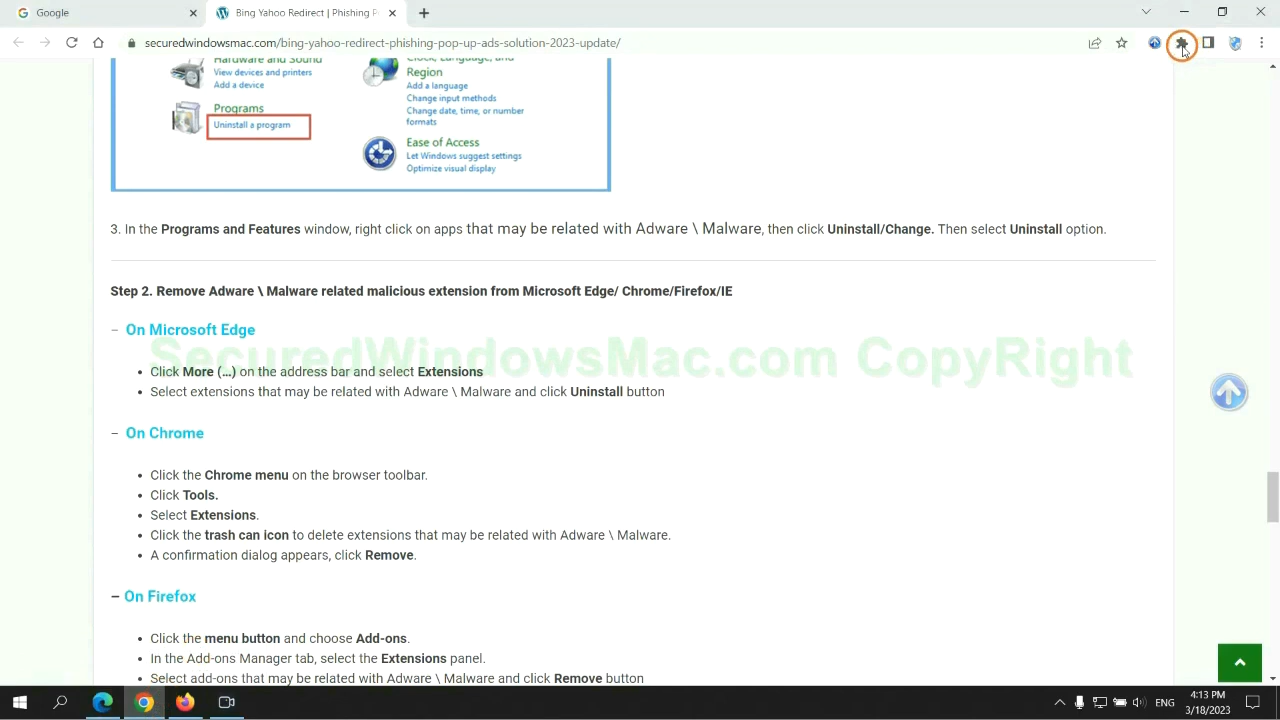 Google
Bing Yahoo Redirect | Phishing P
securedwindowsmac.com/bing-yahoo-redirect-phishing-pop-up-ads-solution-2023-update/
Hardware and Sound
View devices and printers
Add a device
Programs
Uninstall a program
Clock, Language, and
Region
Add a language
Change input methods
Change date, time, or number
formats
Ease of Access
Let Windows suggest settings
Optimize visual display
3. In the Programs and Features window, right click on apps that may be related with Adware \ Malware, then click Uninstall/Change. Then select Uninstall option.
Step 2. Remove Adware \ Malware related malicious extension from Microsoft Edge/ Chrome/Firefox/IE
– On Microsoft Edge
SecuredWindowsMac.com CopyRight
• Click More (…) on the address bar and select Extensions
• Select extensions that may be related with Adware \ Malware and click Uninstall button
– On Chrome
• Click the Chrome menu on the browser toolbar.
• Click Tools.
• Select Extensions.
• Click the trash can icon to delete extensions that may be related with Adware \ Malware.
• A confirmation dialog appears, click Remove.
– On Firefox
• Click the menu button and choose Add-ons.
• In the Add-ons Manager tab, select the Extensions panel.
• Select add-ons that may be related with Adware \ Malware and click Remove button
ENG
4:13 PM
3/18/2023